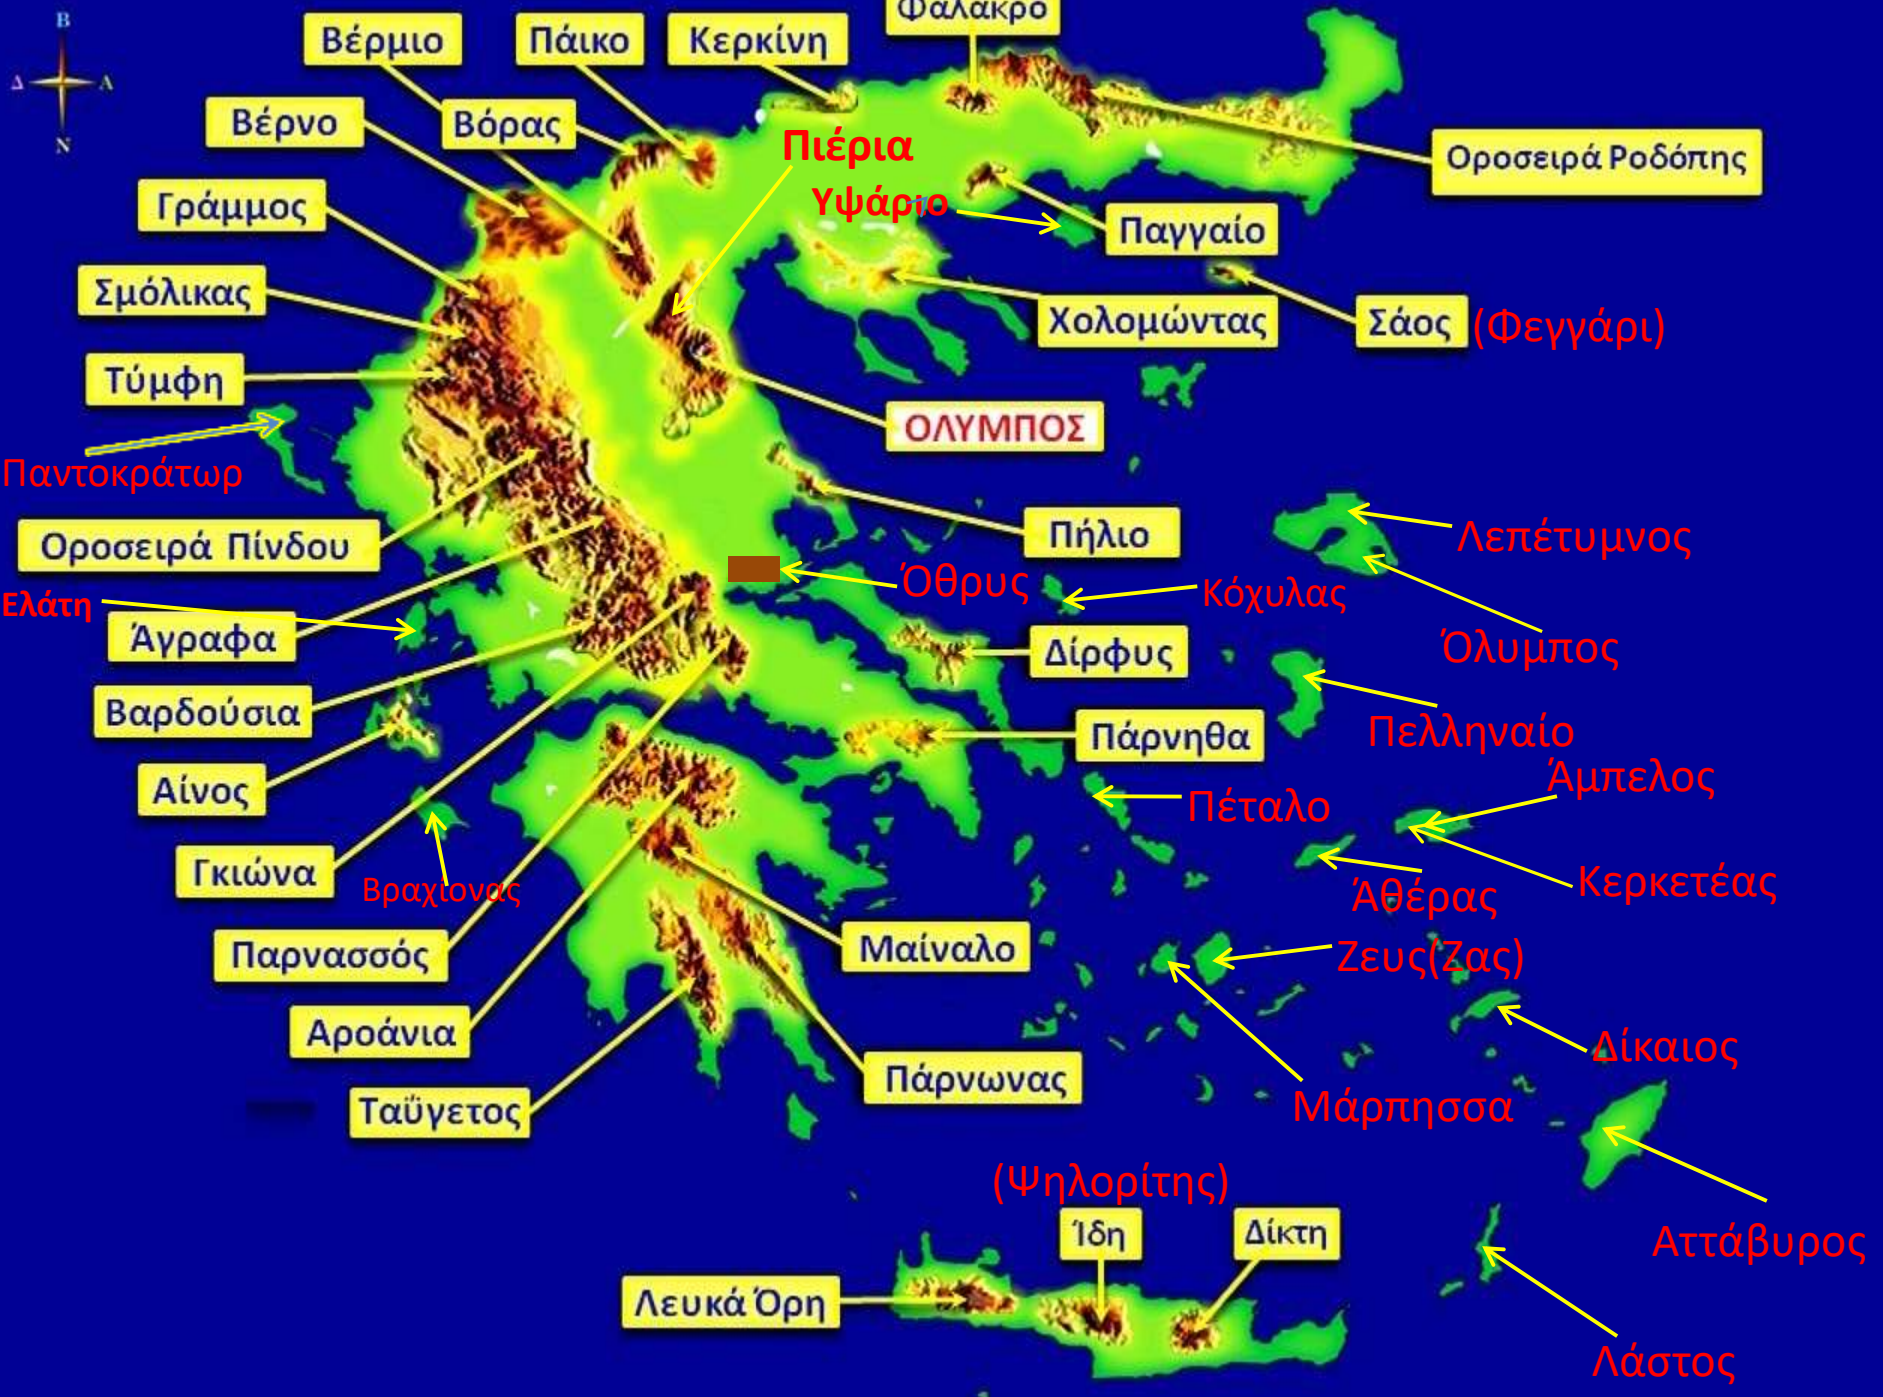 Φαλακρό
Β
Βέρμιο
Πάικο
Κερκίνη
Δ
Α
Βέρνο
Βόρας
Ν
Πιέρια
Οροσειρά Ροδόπης
Γράμμος
Υψάριο
Παγγαίο
Σμόλικας
Χολομώντας
Σάος
(Φεγγάρι)
Τύμφη
ΟΛΥΜΠΟΣ
Παντοκράτωρ
Πήλιο
Λεπέτυμνος
Οροσειρά Πίνδου
Όθρυς
Κόχυλας
Ελάτη
Άγραφα
Δίρφυς
Όλυμπος
Βαρδούσια
Πάρνηθα
Πελληναίο
Αίνος
Άμπελος
Πέταλο
Γκιώνα
Βραχίονας
Άθέρας
Κερκετέας
Παρνασσός
Μαίναλο
Ζευς(Ζας)
Αροάνια
Δίκαιος
Πάρνωνας
Ταΰγετος
Μάρπησσα
(Ψηλορίτης)
Ίδη
Δίκτη
Αττάβυρος
Λευκά Όρη
Λάστος